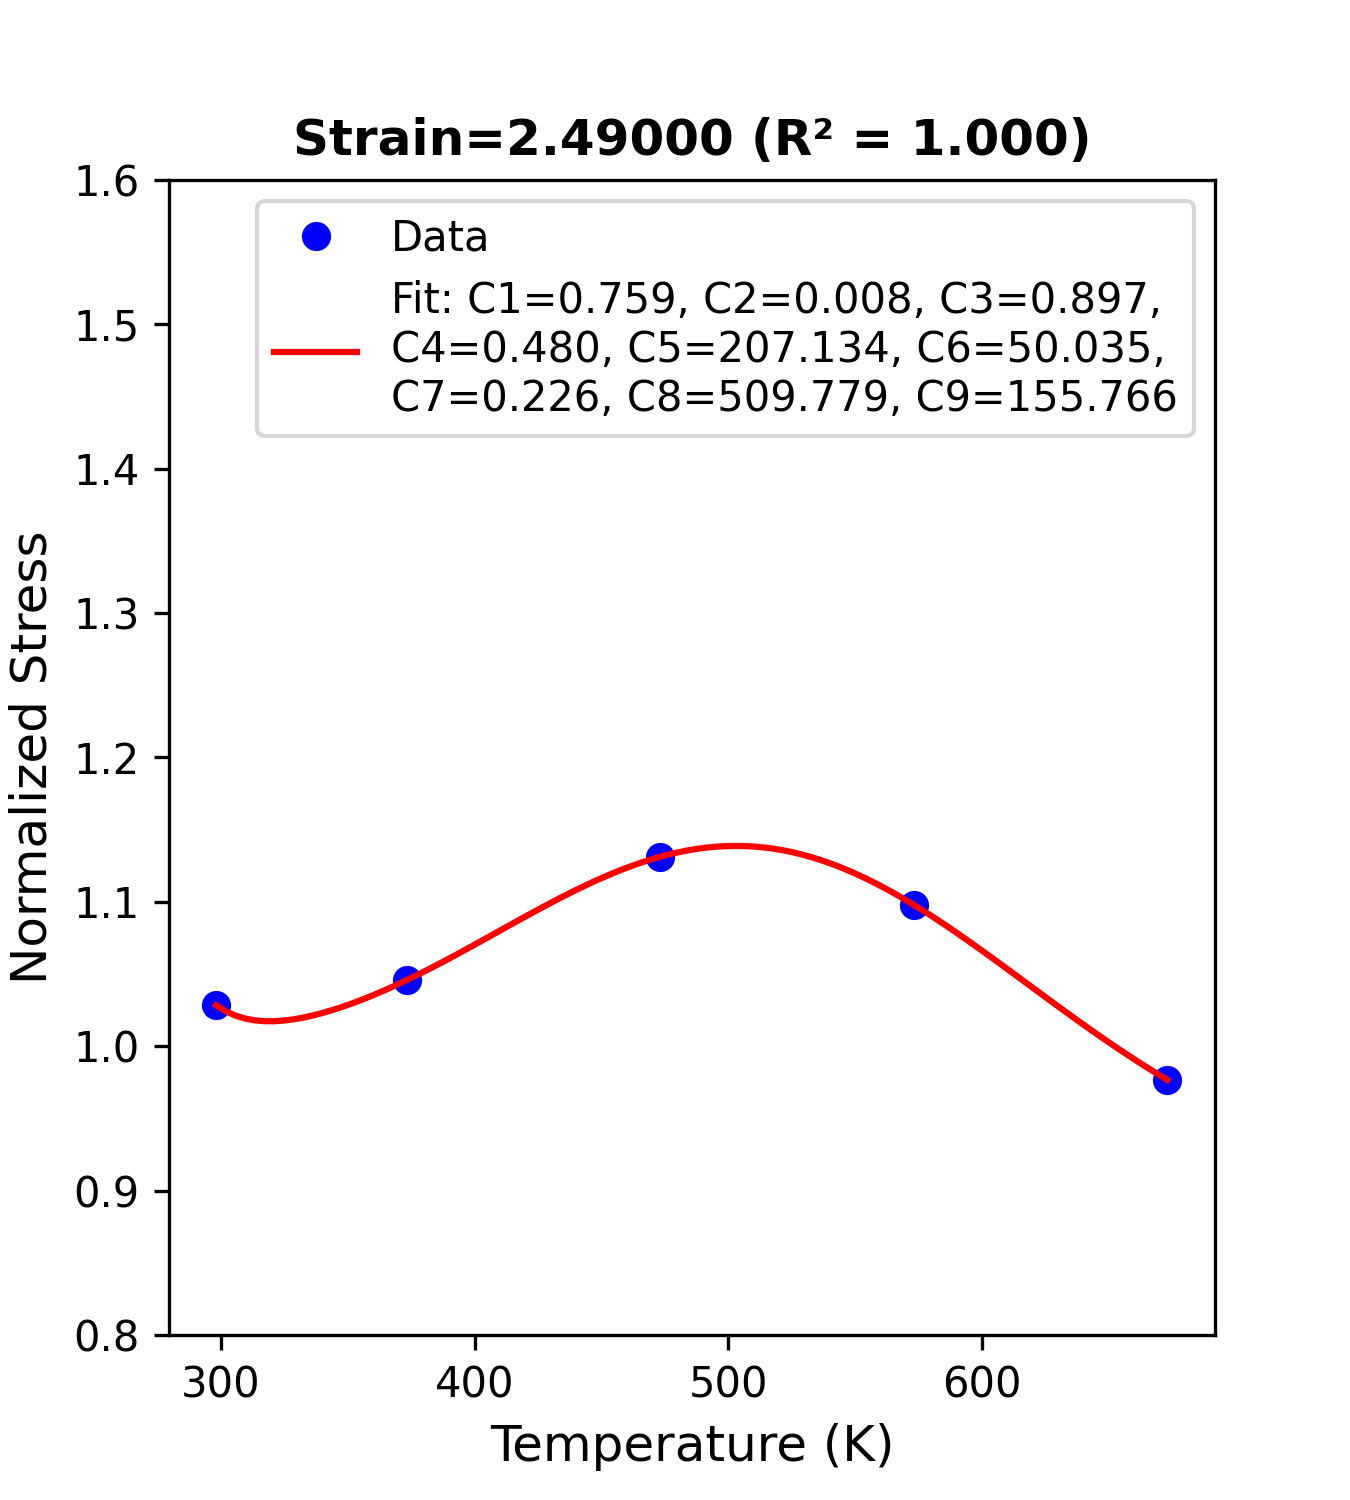 Strain=2.49000 (R² = 1.000)
Data
Fit: C1=0.759, C2=0.008, C3=0.897,
C4=0.480, C5=207.134, C6=50.035,
C7=0.226, C8=509.779, C9=155.766
1.6
1.5
1.4
1.3
1.2
1.1
1.0
0.9
0.8
Normalized Stress
300 400 500 600
Temperature (K)